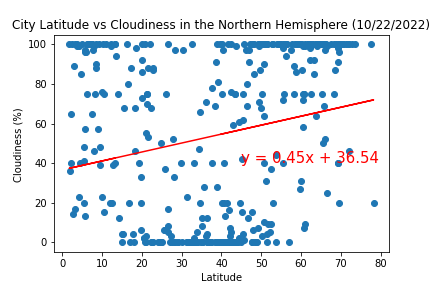 City Latitude vs Cloudiness in the Northern Hemisphere (10/22/2022)
100
80
60
40
20
0
Cloudiness (%)
y = 0.45x + 36.54
0 10 20 30 40 50 60 70 80
Latitude